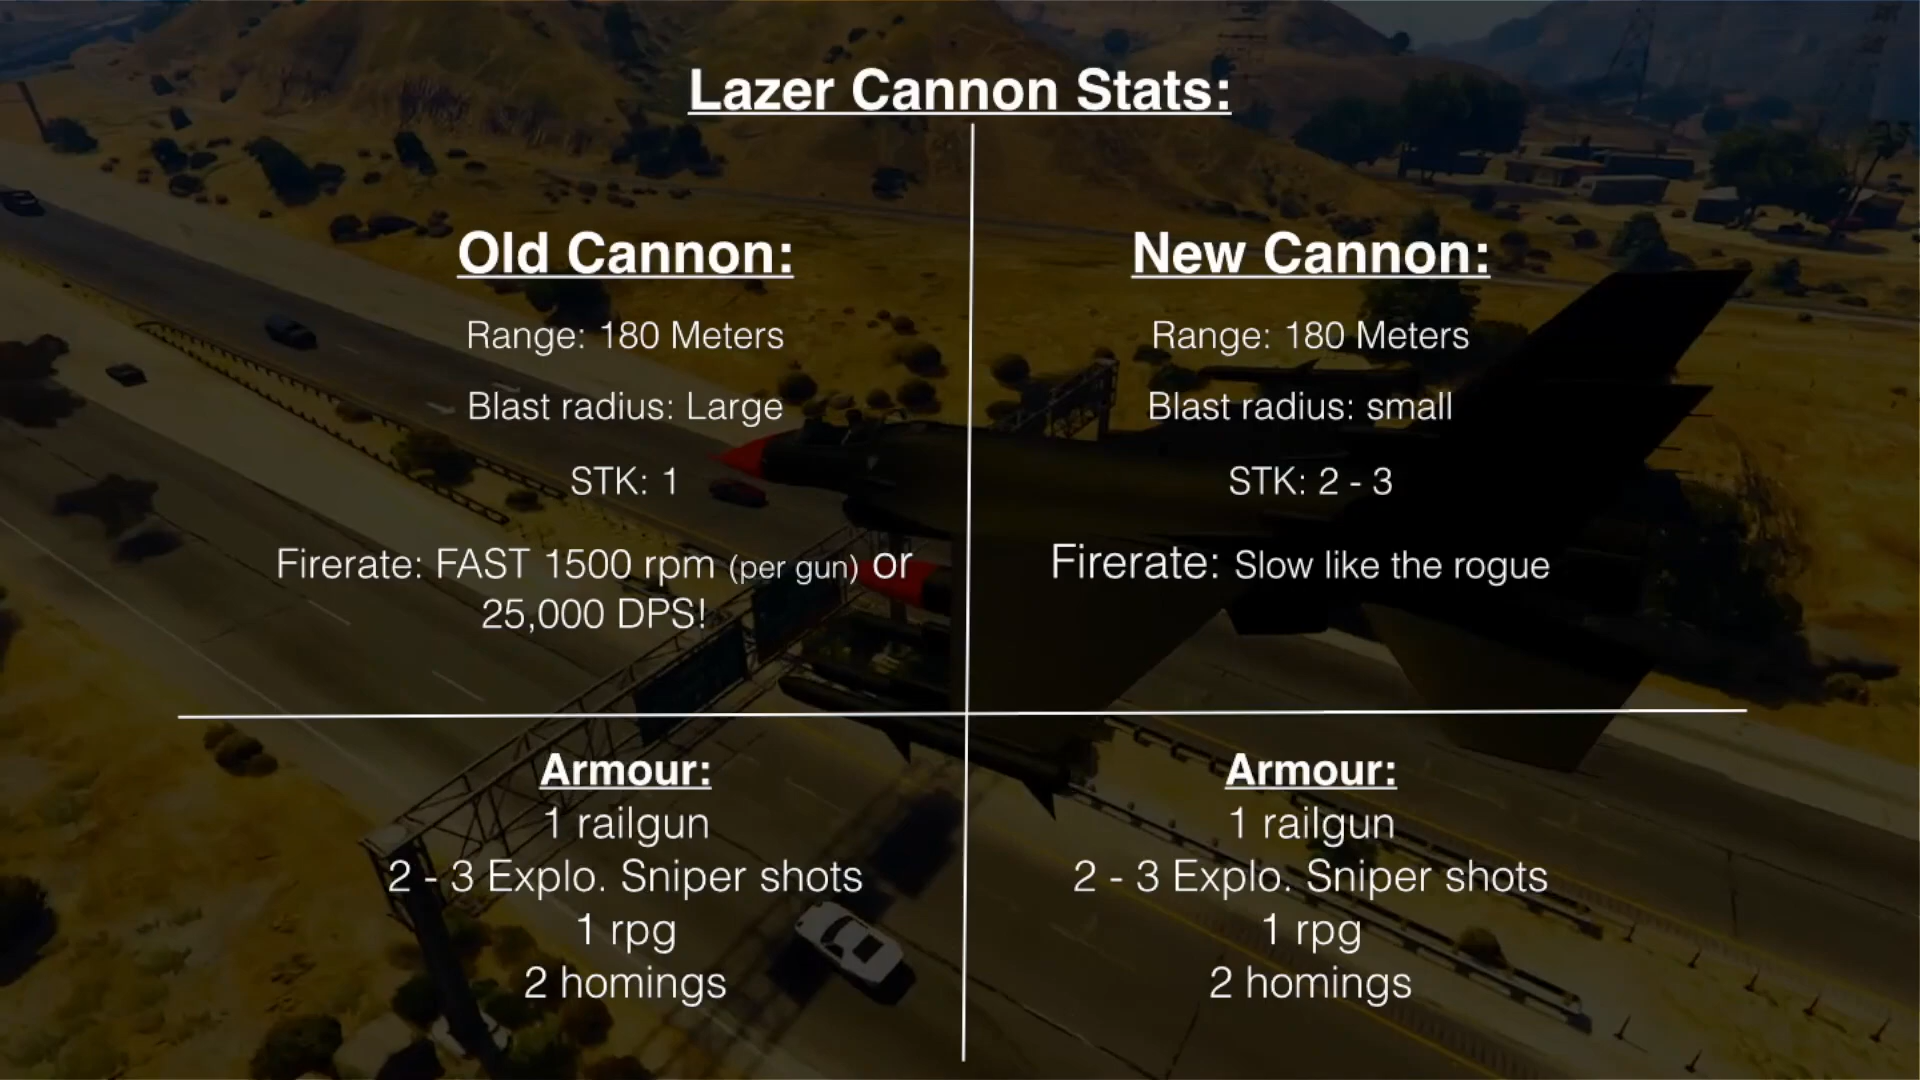 Lazer Cannon Stats:
Old Cannon:
Range: 180 Meters
Blast radius: Large
STK: 1
Firerate: FAST 1500 rpm (per gun) or
25,000 DPS!
Armour:
1 railgun
2 - 3 Explo. Sniper shots
1 rpg
2 homings
New Cannon:
Range: 180 Meters
Blast radius: small
STK: 2 - 3
Firerate: Slow like the rogue
Armour:
1 railgun
2 - 3 Explo. Sniper shots
1 rpg
2 homings